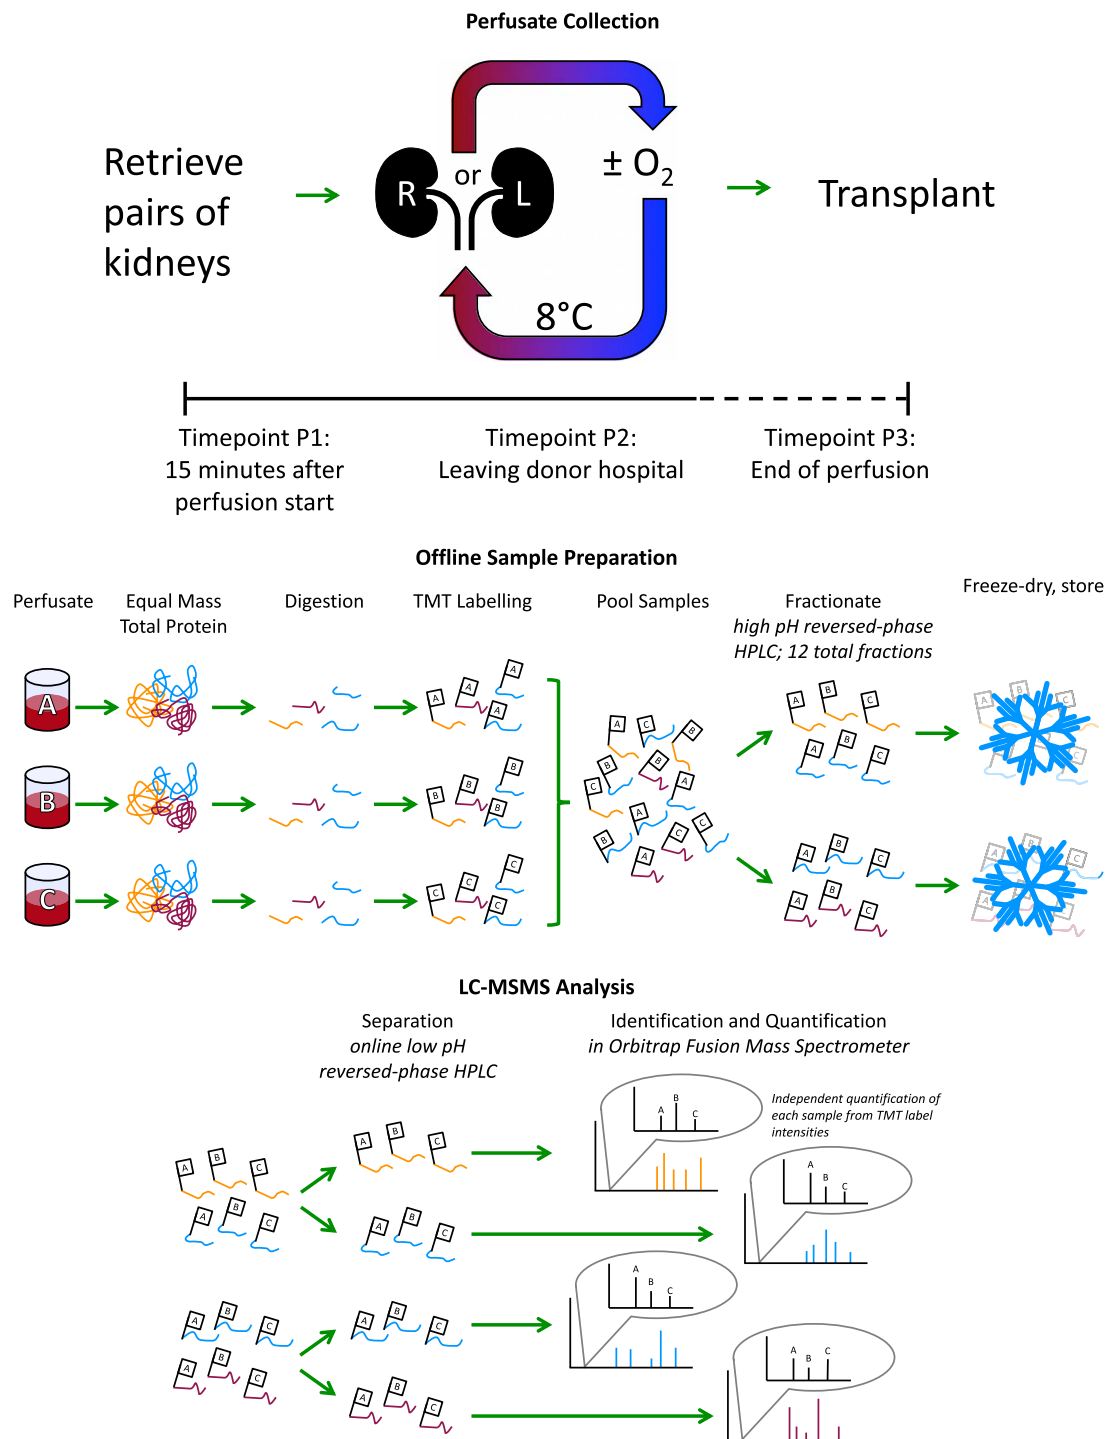 Perfusate Collection
Retrieve
pairs of
kidneys
R
or
L
± O2
8°C
Transplant
Timepoint P1:
15 minutes after
perfusion start
Timepoint P2:
Leaving donor hospital
Timepoint P3:
End of perfusion
Offline Sample Preparation
Perfusate
Equal Mass
Total Protein
Digestion
TMT Labelling
Pool Samples
Fractionate
high pH reversed-phase
HPLC; 12 total fractions
Freeze-dry, store
A
A
A
A
A
B
B
B
B
B
C
C
C
C
C
A
C
B
B
B
C
A
A
B
C
C
A
A
B
C
A
B
C
A
B
C
A
B
C
A
B
C
C
A
B
C
A
C
LC-MSMS Analysis
Separation
online low pH
reversed-phase HPLC
Identification and Quantification
in Orbitrap Fusion Mass Spectrometer
Independent quantification of
each sample from TMT label
intensities
A
B
C
A
B
C
A
B
C
A
B
C
A
B
C
A
B
C
A
B
C
A
B
C
A
B
C
A
B
C
A
B
C
A
B
C